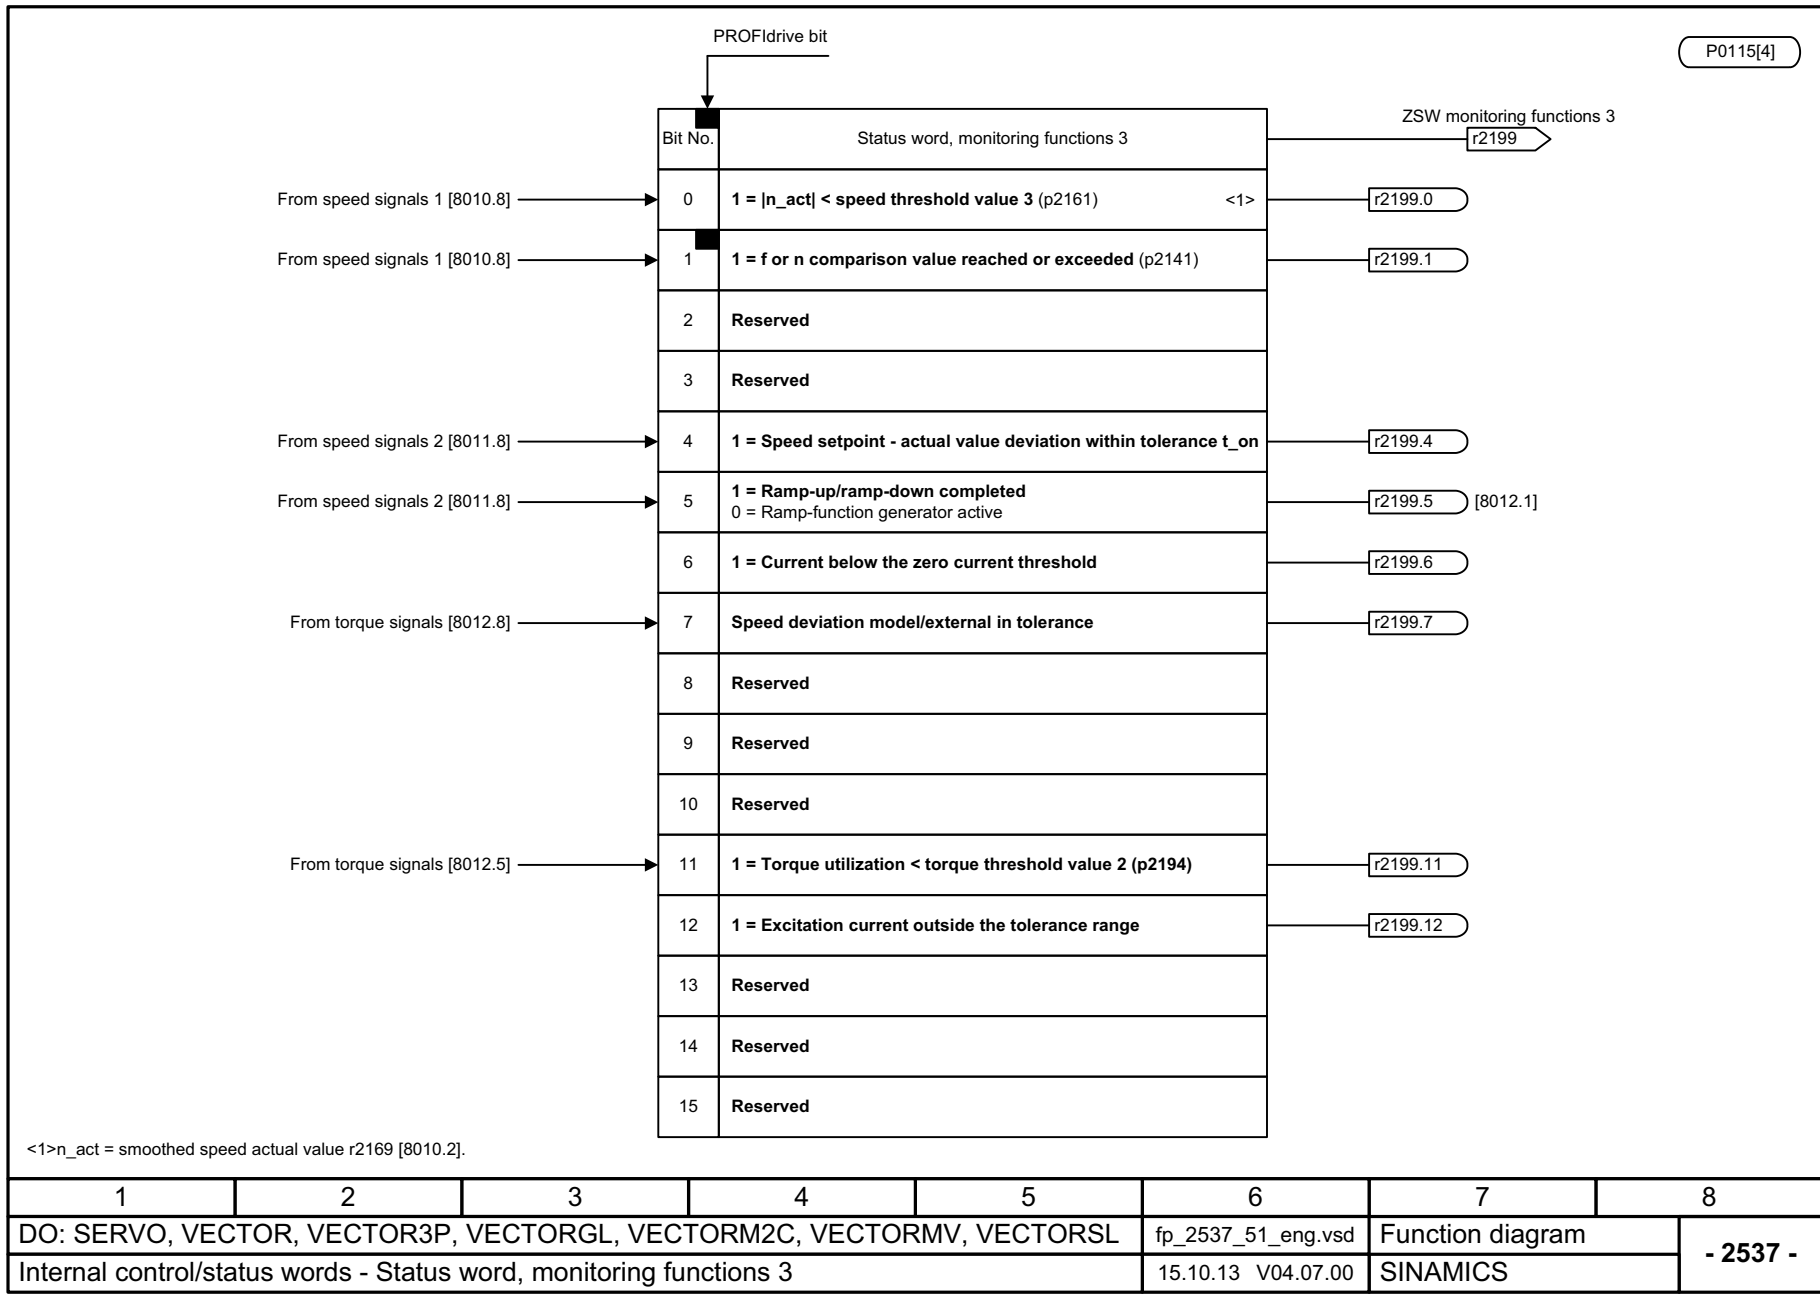 PROFIdrive bit
P0115[4]
ZSW monitoring functions 3
Bit No. Status word, monitoring functions 3 r2199
From speed signals 1 [8010.8] 0 1 = |n_act| < speed threshold value 3 (p2161) <1> r2199.0
From speed signals 1 [8010.8] 1 1 = f or n comparison value reached or exceeded (p2141) r2199.1
2 Reserved
3 Reserved
From speed signals 2 [8011.8] 4 1 = Speed setpoint - actual value deviation within tolerance t_on r2199.4
From speed signals 2 [8011.8] 5 1 = Ramp-up/ramp-down completed
0 = Ramp-function generator active r2199.5 [8012.1]
6 1 = Current below the zero current threshold r2199.6
From torque signals [8012.8] 7 Speed deviation model/external in tolerance r2199.7
8 Reserved
9 Reserved
10 Reserved
From torque signals [8012.5] 11 1 = Torque utilization < torque threshold value 2 (p2194) r2199.11
12 1 = Excitation current outside the tolerance range r2199.12
13 Reserved
14 Reserved
15 Reserved
<1>n_act = smoothed speed actual value r2169 [8010.2].
1 2 3 4 5 6 7 8
DO: SERVO, VECTOR, VECTOR3P, VECTORGL, VECTORM2C, VECTORMV, VECTORSL fp_2537_51_eng.vsd Function diagram
- 2537 -
Internal control/status words - Status word, monitoring functions 3 15.10.13 V04.07.00 SINAMICS